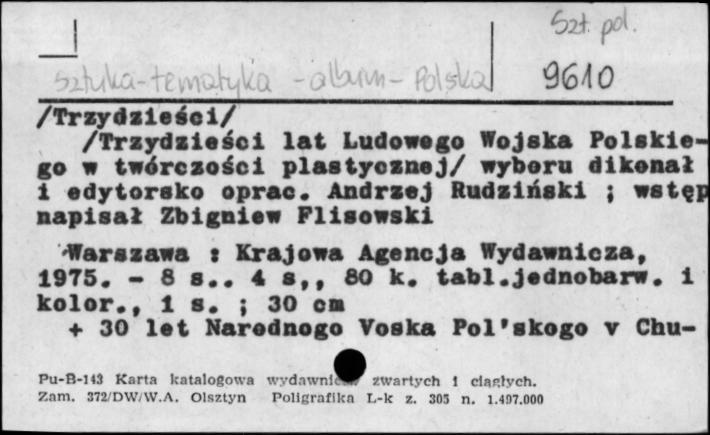 Szt. pol.
sztuka-tematyka - album - Polska
9610
/Trzydzieści/
/Trzydzieści lat Ludowego Wojska Polskie-
go w twórczości plastycznej/ wyboru dikonał
i edytorsko oprac. Andrzej Rudziński ; wstęp
napisał Zbigniew Flisowski
Warszawa : Krajowa Agencja Wydawnicza,
1975. - 8 s.. 4 s,, 80 k. tabl.jednobarw. i
kolor., 1 s. ; 30 cm
+ 30 let Narodnogo Voska Pol'skogo v Chu-
Pu-B-143 Karta katalogowa zwartych i ciągłych.
Zam. 372/DW/W.A. Olsztyn Poligrafika L-k z. 305 n. 1.497.000